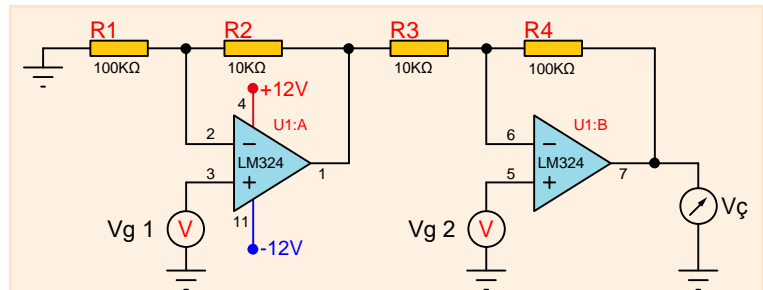 R1 R2 R3 R4
100KΩ 10KΩ 10KΩ 100KΩ
+12V
4
U1:A U1:B
2 6
LM324 LM324
3 1 5 7
Vg 1 V 11 Vg 2 V Vç
-12V